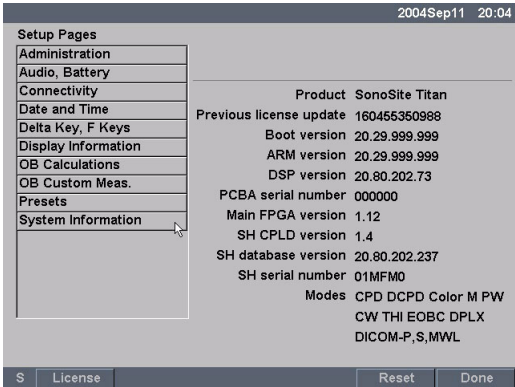 2004Sep11 20:04
Setup Pages
Administration
Audio, Battery
Connectivity
Date and Time
Delta Key, F Keys
Display Information
OB Calculations
OB Custom Meas.
Presets
System Information
Product SonoSite Titan
Previous license update 160455350988
Boot version 20.29.999.999
ARM version 20.29.999.999
DSP version 20.80.202.73
PCBA serial number 000000
Main FPGA version 1.12
SH CPLD version 1.4
SH database version 20.80.202.237
SH serial number 01MFM0
Modes CPD DCPD Color M PW
CW THI EOBC DPLX
DICOM-P,S,MWL
S License Reset Done